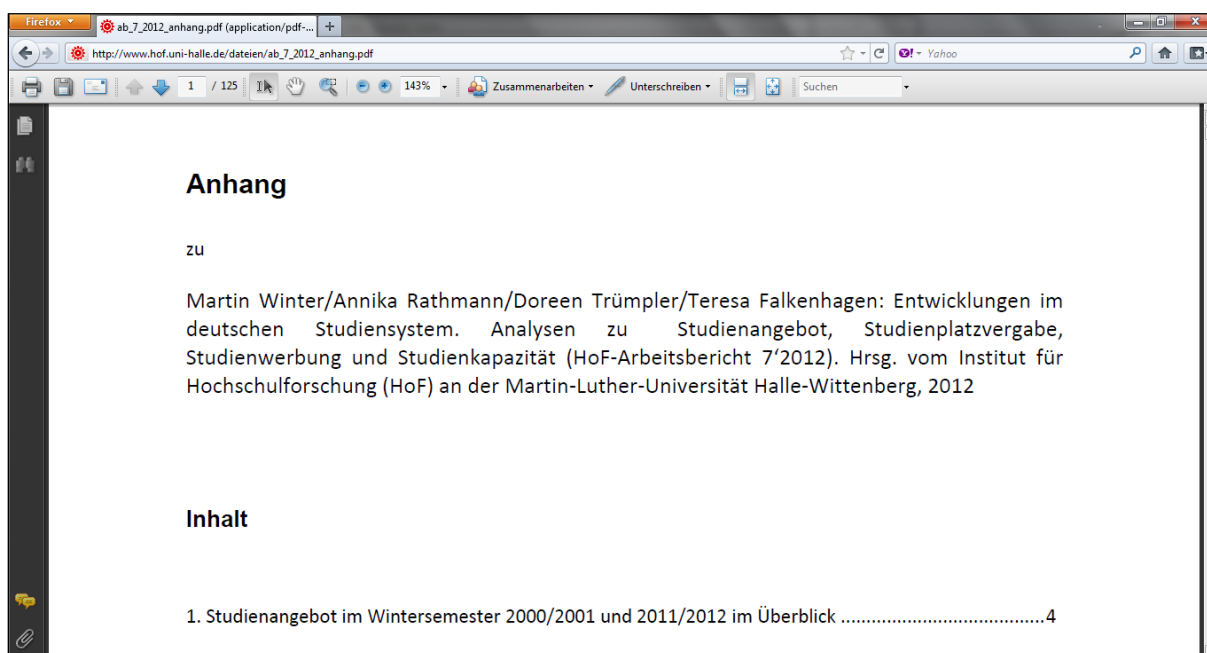 Firefox
ab_7_2012_anhang.pdf (application/pdf-...
http://www.hof.uni-halle.de/dateien/ab_7_2012_anhang.pdf
Yahoo
1 / 125
143%
Zusammenarbeiten
Unterschreiben
Suchen
Anhang
zu
Martin Winter/Annika Rathmann/Doreen Trümpler/Teresa Falkenhagen: Entwicklungen im
deutschen Studiensystem. Analysen zu Studienangebot, Studienplatzvergabe,
Studienwerbung und Studienkapazität (HoF-Arbeitsbericht 7‘2012). Hrsg. vom Institut für
Hochschulforschung (HoF) an der Martin-Luther-Universität Halle-Wittenberg, 2012
Inhalt
1. Studienangebot im Wintersemester 2000/2001 und 2011/2012 im Überblick ........................................4